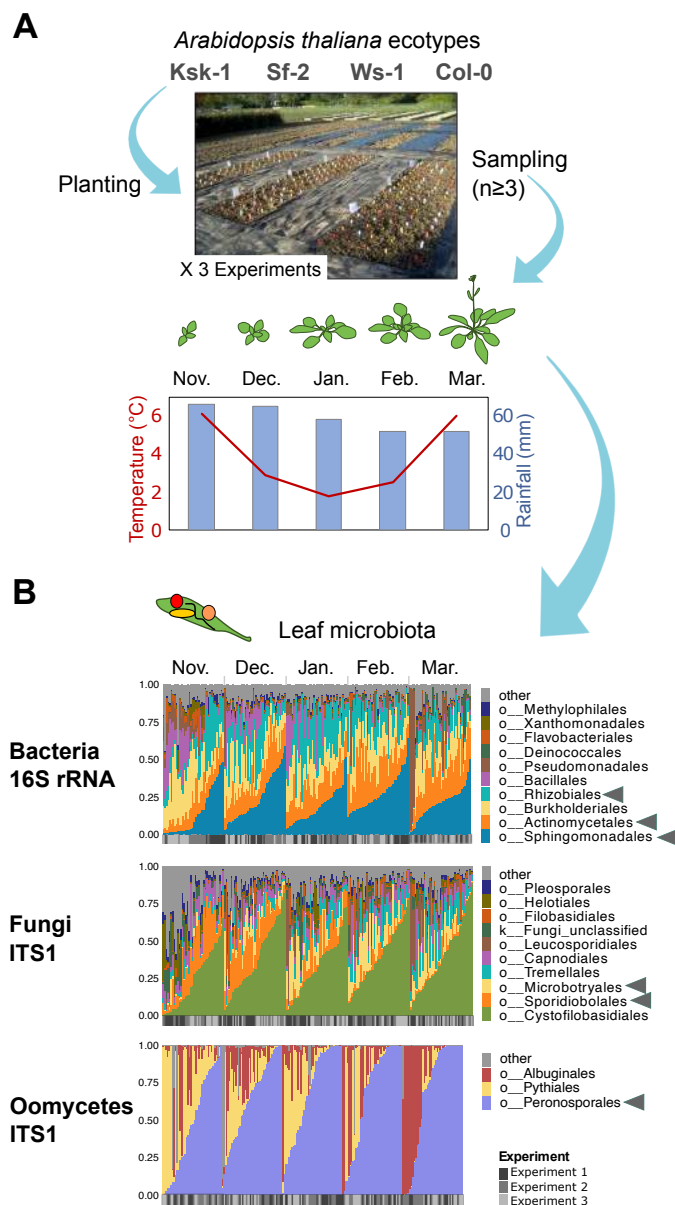 A
Arabidopsis thaliana ecotypes
Ksk-1 Sf-2 Ws-1 Col-0
Planting
Sampling
(n≥3)
X 3 Experiments
Nov. Dec. Jan. Feb. Mar.
Temperature (°C)
6
4
2
0
60
40
20
0
Rainfall (mm)
B
Leaf microbiota
Nov. Dec. Jan. Feb. Mar.
Bacteria
16S rRNA
1.00
0.75
0.50
0.25
0.00
other
o__Methylophilales
o__Xanthomonadales
o__Flavobacteriales
o__Deinococcales
o__Pseudomonadales
o__Bacillales
o__Rhizobiales
o__Burkholderiales
o__Actinomycetales
o__Sphingomonadales
Fungi
ITS1
1.00
0.75
0.50
0.25
0.00
other
o__Pleosporales
o__Helotiales
o__Filobasidiales
k__Fungi_unclassified
o__Leucosporidiales
o__Capnodiales
o__Tremellales
o__Microbotryales
o__Sporidiobolales
o__Cystofilobasidiales
Oomycetes
ITS1
1.00
0.75
0.50
0.25
0.00
other
o__Albuginales
o__Pythiales
o__Peronosporales
Experiment
Experiment 1
Experiment 2
Experiment 3